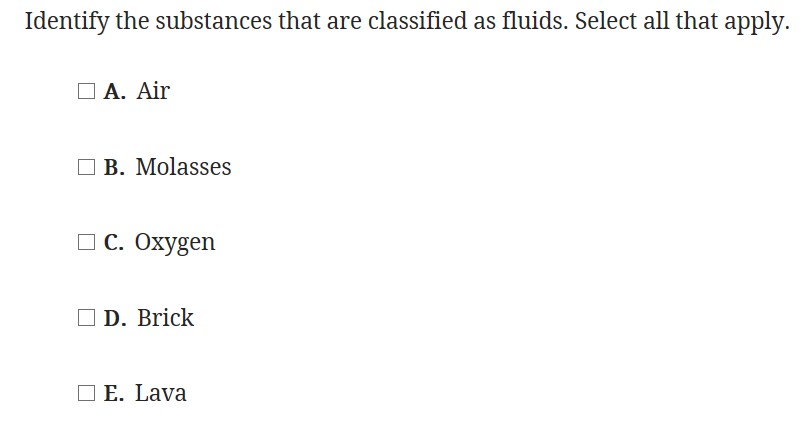 Identify the substances that are classified as fluids. Select all that apply.
A. Air
B. Molasses
C. Oxygen
D. Brick
E. Lava